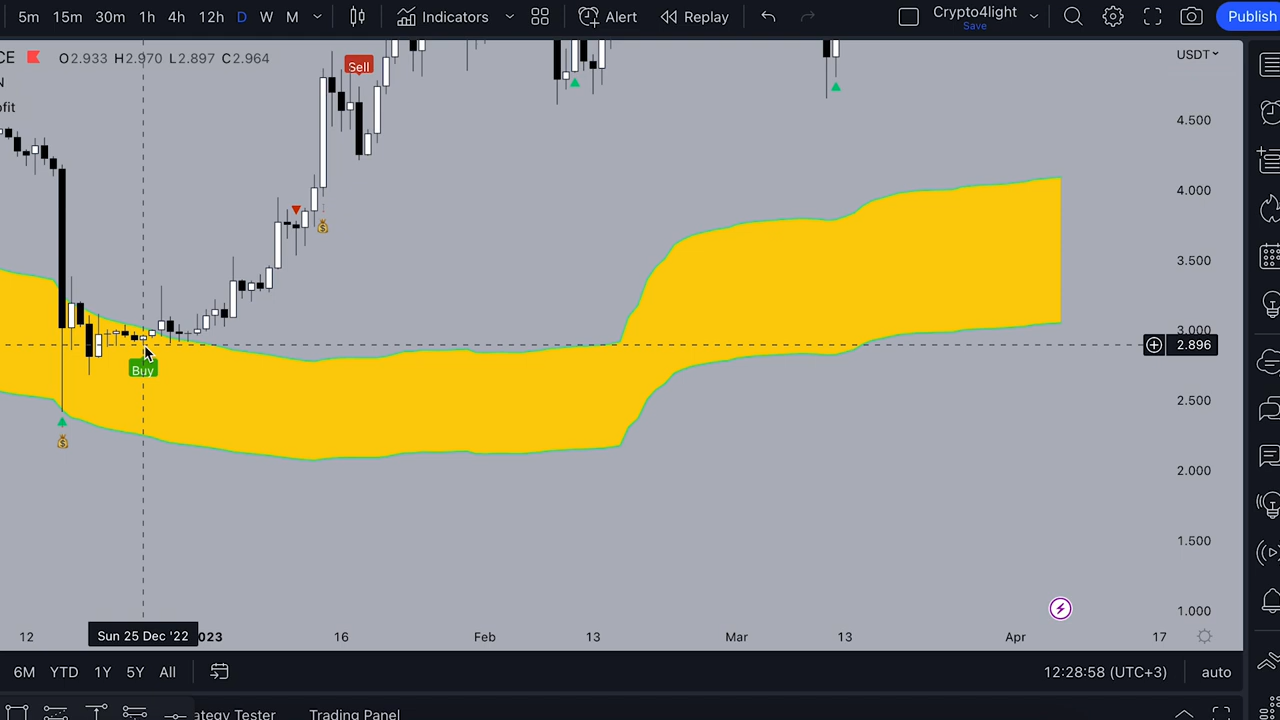 5m 15m 30m 1h 4h 12h D W M Indicators Alert Replay Crypto4light Publish
Save
CE O2.933 H2.970 L2.897 C2.964 USDT
N
Sell
ofit
4.500
4.000
3.500
3.000
2.896
Buy
2.500
2.000
1.500
1.000
12 Sun 25 Dec '22 023 16 Feb 13 Mar 13 Apr 17
6M YTD 1Y 5Y All 12:28:58 (UTC+3) auto
ategy Tester Trading Panel